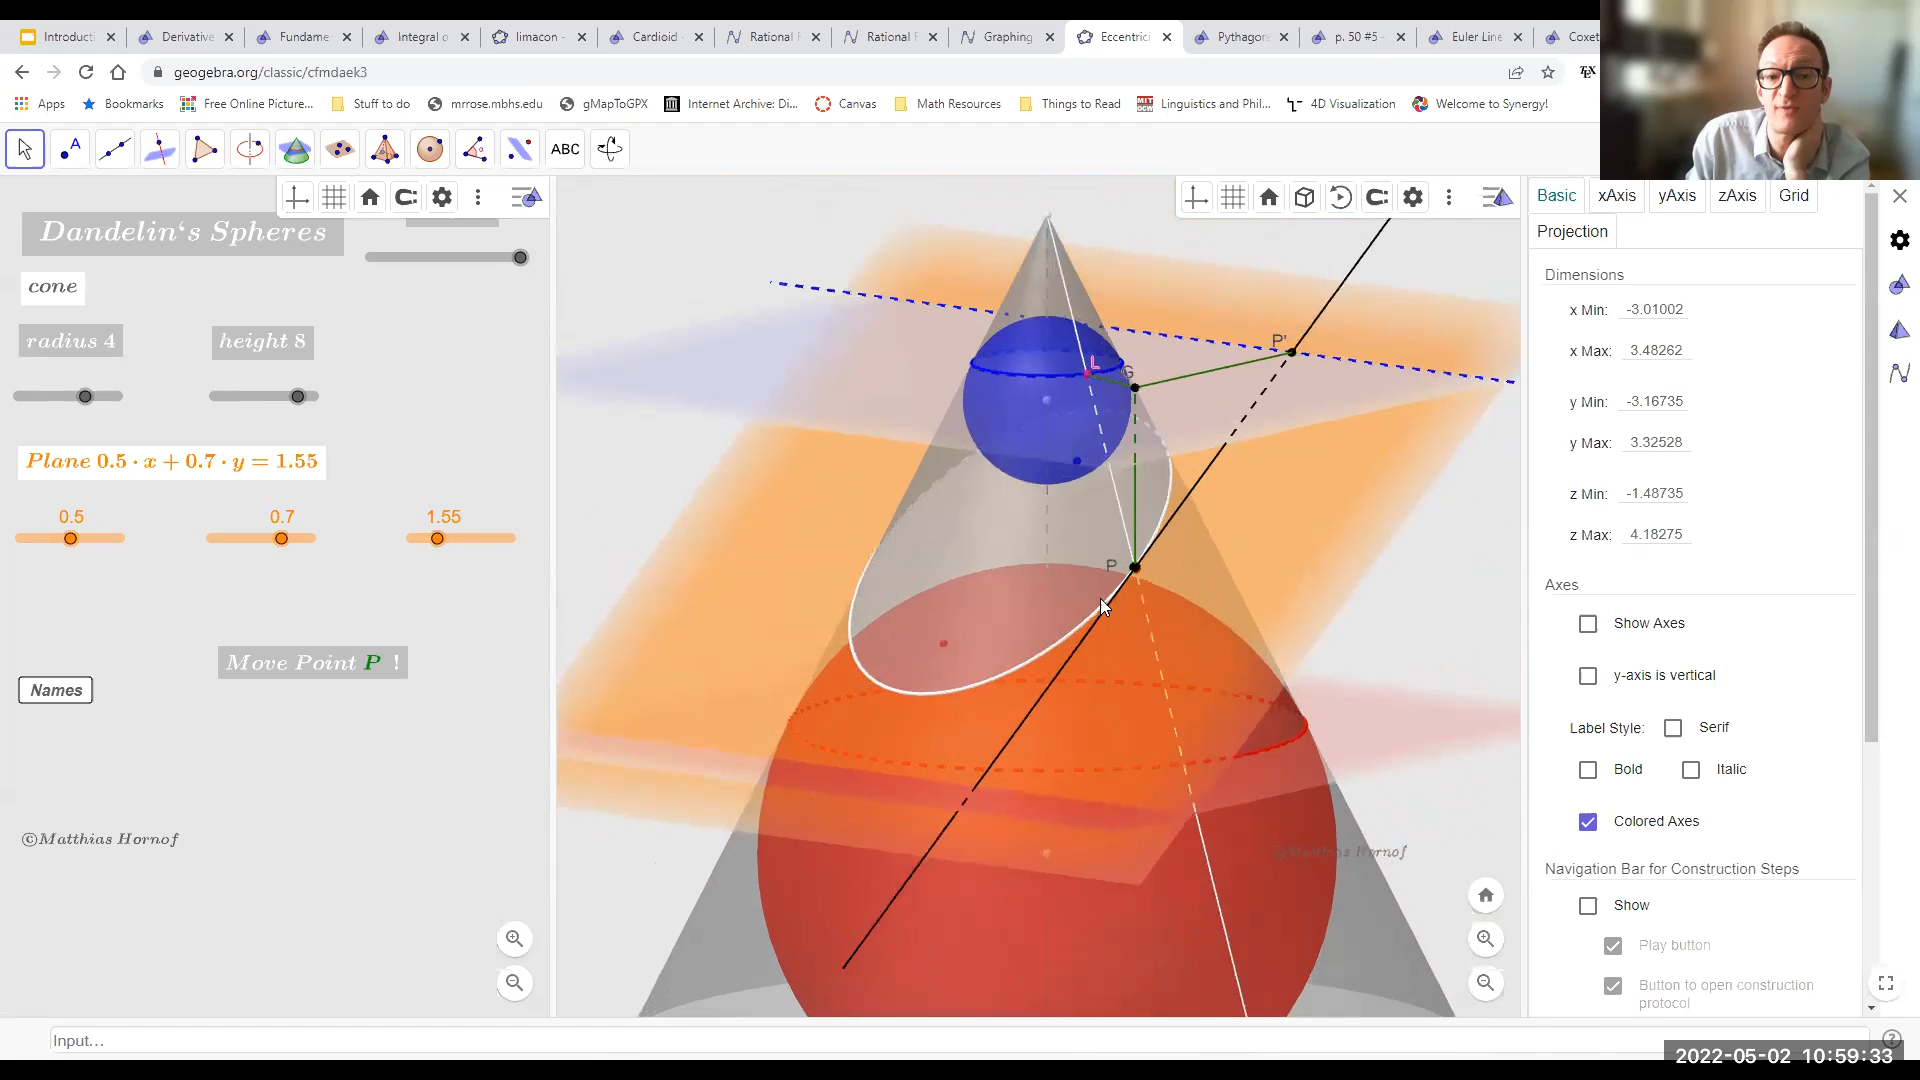 Introducti
Derivative
Fundame
Integral o
limacon -
Cardioid -
Rational F
Rational F
Graphing
Eccentric
Pythagor
p. 50 #5 -
Euler Line
Coxet
geogebra.org/classic/cfmdaek3
Apps
Bookmarks
Free Online Picture...
Stuff to do
mrrose.mbhs.edu
gMapToGPX
Internet Archive: Di...
Canvas
Math Resources
Things to Read
Linguistics and Phil...
4D Visualization
Welcome to Synergy!
A
ABC
Dandelin's Spheres
cone
radius 4
height 8
Plane 0.5 · x + 0.7 · y = 1.55
0.5
0.7
1.55
Move Point P !
Names
©Matthias Hornof
P'
L
G
P
©Matthias Hornof
Basic
xAxis
yAxis
zAxis
Grid
Projection
Dimensions
x Min: -3.01002
x Max: 3.48262
y Min: -3.16735
y Max: 3.32528
z Min: -1.48735
z Max: 4.18275
Axes
Show Axes
y-axis is vertical
Label Style: Serif
Bold Italic
Colored Axes
Navigation Bar for Construction Steps
Show
Play button
Button to open construction
protocol
Input...
2022-05-02 10:59:33